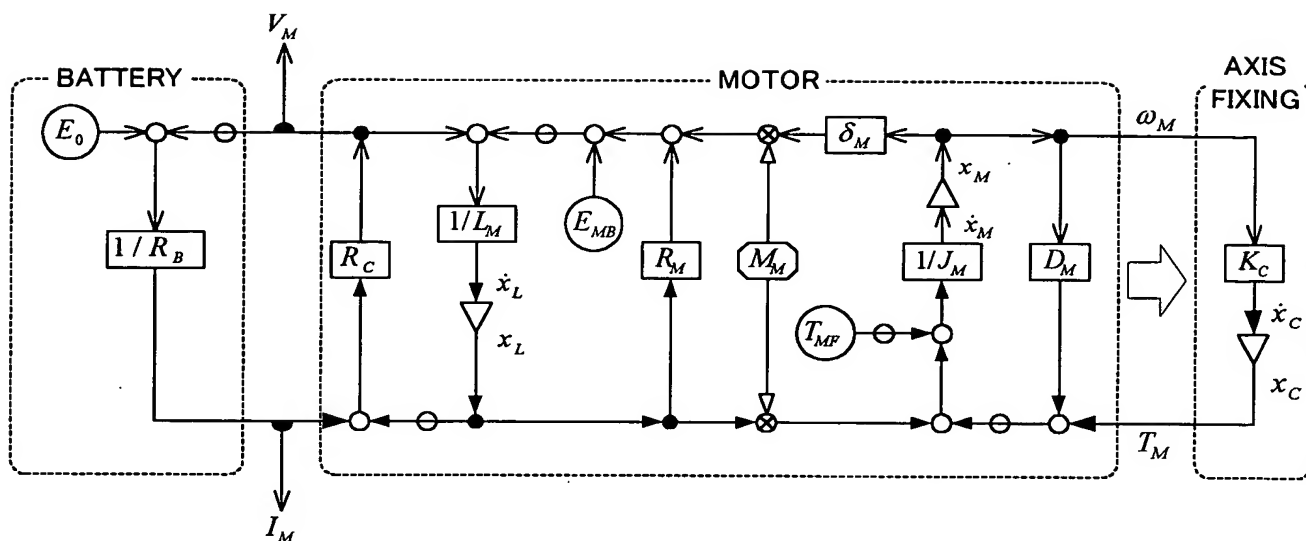 V_M
BATTERY
MOTOR
AXIS
FIXING
E_0
δ_M
ω_M
x_M
E_MB
1/L_M
ẋ_M
1/R_B
R_C
R_M
M_M
1/J_M
D_M
K_C
ẋ_L
ẋ_C
T_MF
x_L
x_C
T_M
I_M